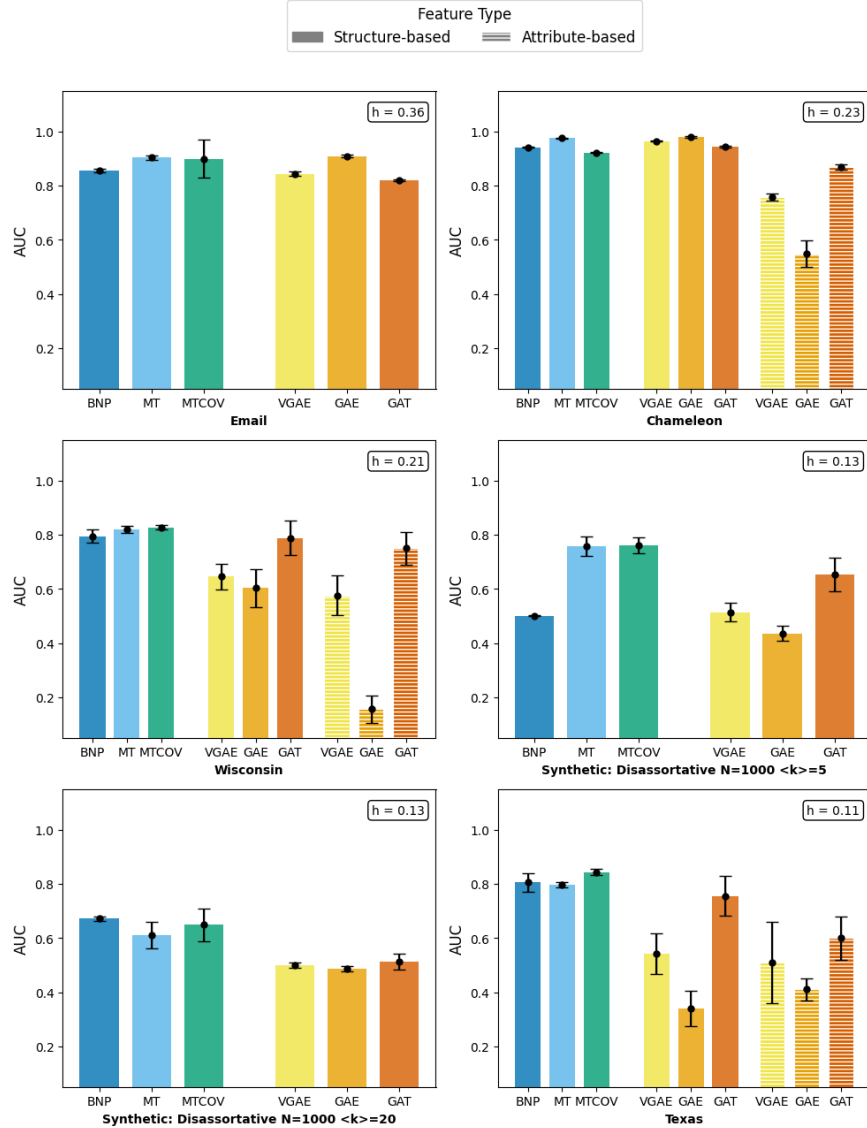 Feature Type
Structure-based Attribute-based
h = 0.36
1.0
0.8
0.6
0.4
0.2
AUC
BNP MT MTCOV VGAE GAE GAT
Email
h = 0.23
1.0
0.8
0.6
0.4
0.2
AUC
BNP MT MTCOV VGAE GAE GAT VGAE GAE GAT
Chameleon
h = 0.21
1.0
0.8
0.6
0.4
0.2
AUC
BNP MT MTCOV VGAE GAE GAT VGAE GAE GAT
Wisconsin
h = 0.13
1.0
0.8
0.6
0.4
0.2
AUC
BNP MT MTCOV VGAE GAE GAT
Synthetic: Disassortative N=1000 <k>=5
h = 0.13
1.0
0.8
0.6
0.4
0.2
AUC
BNP MT MTCOV VGAE GAE GAT
Synthetic: Disassortative N=1000 <k>=20
h = 0.11
1.0
0.8
0.6
0.4
0.2
AUC
BNP MT MTCOV VGAE GAE GAT VGAE GAE GAT
Texas